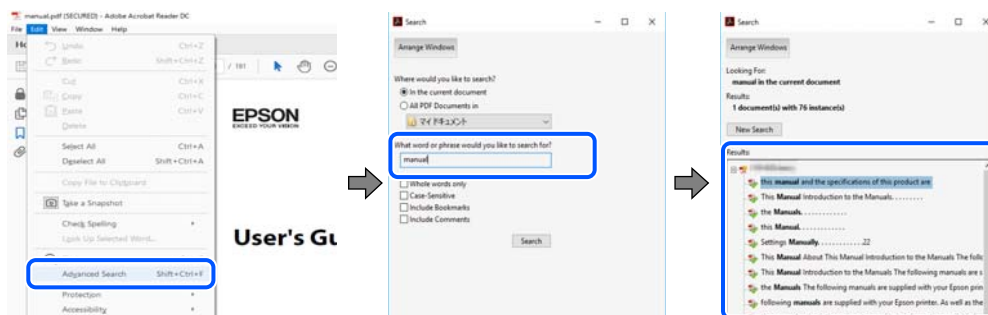 manual.pdf (SECURED) - Adobe Acrobat Reader DC
File Edit View Window Help
Undo Ctrl+Z
Redo Shift+Ctrl+Z
Cut Ctrl+X
Copy Ctrl+C
Paste Ctrl+V
Delete
Select All Ctrl+A
Deselect All Shift+Ctrl+A
Copy File to Clipboard
Take a Snapshot
Check Spelling
Look Up Selected Word...
Advanced Search Shift+Ctrl+F
Protection
Accessibility
/ 191
EPSON
EXCEED YOUR VISION
User's Gu
Search
Arrange Windows
Where would you like to search?
In the current document
All PDF Documents in
マイ ドキュメント
What word or phrase would you like to search for?
manual
Whole words only
Case-Sensitive
Include Bookmarks
Include Comments
Search
Search
Arrange Windows
Looking For:
manual in the current document
Results:
1 document(s) with 76 instance(s)
New Search
Results:
this manual and the specifications of this product are
This Manual Introduction to the Manuals. . . . . . . . .
the Manuals. . . . . . . . . . . . .
this Manual. . . . . . . . . . . . .
Settings Manually. . . . . . . . . . . . .22
This Manual About This Manual Introduction to the Manuals The follo
This Manual Introduction to the Manuals The following manuals are s
the Manuals The following manuals are supplied with your Epson prin
following manuals are supplied with your Epson printer. As well as the